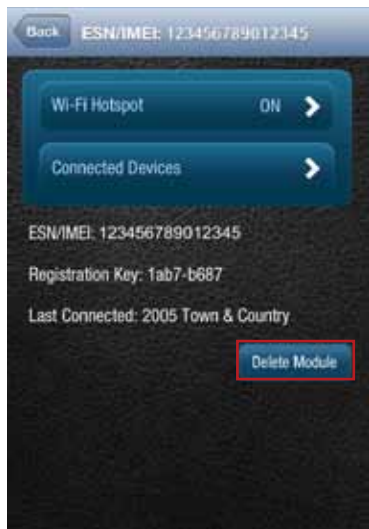 Back ESN/IMEI: 123456789012345
Wi-Fi Hotspot ON
Connected Devices
ESN/IMEI: 123456789012345
Registration Key: 1ab7-b687
Last Connected: 2005 Town & Country
Delete Module